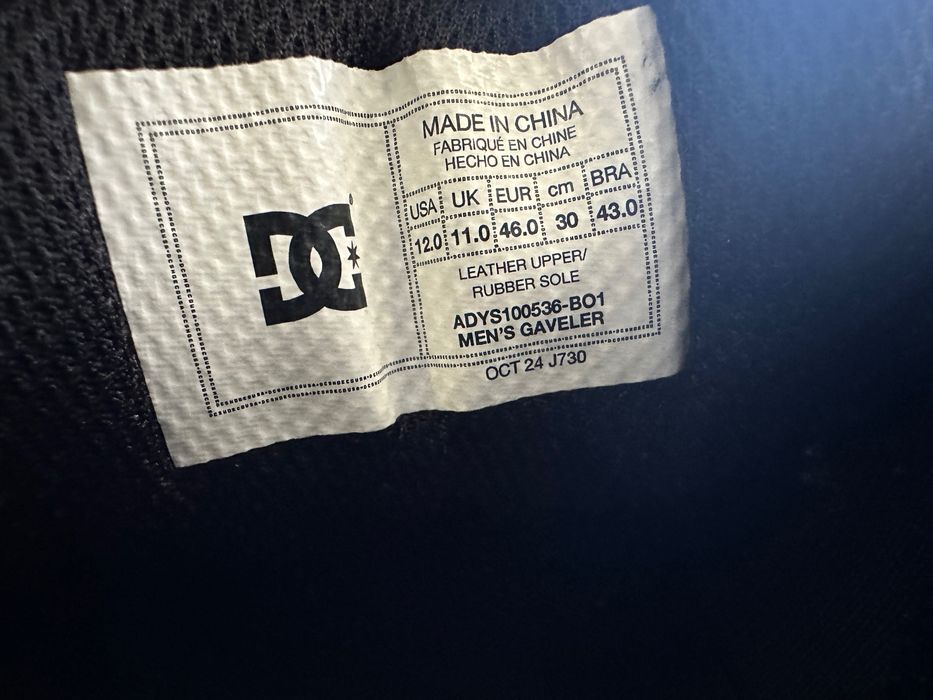 DC
MADE IN CHINA
FABRIQUÉ EN CHINE
HECHO EN CHINA
USA UK EUR cm BRA
12.0 11.0 46.0 30 43.0
LEATHER UPPER/
RUBBER SOLE
ADYS100536-BO1
MEN'S GAVELER
OCT 24 J730